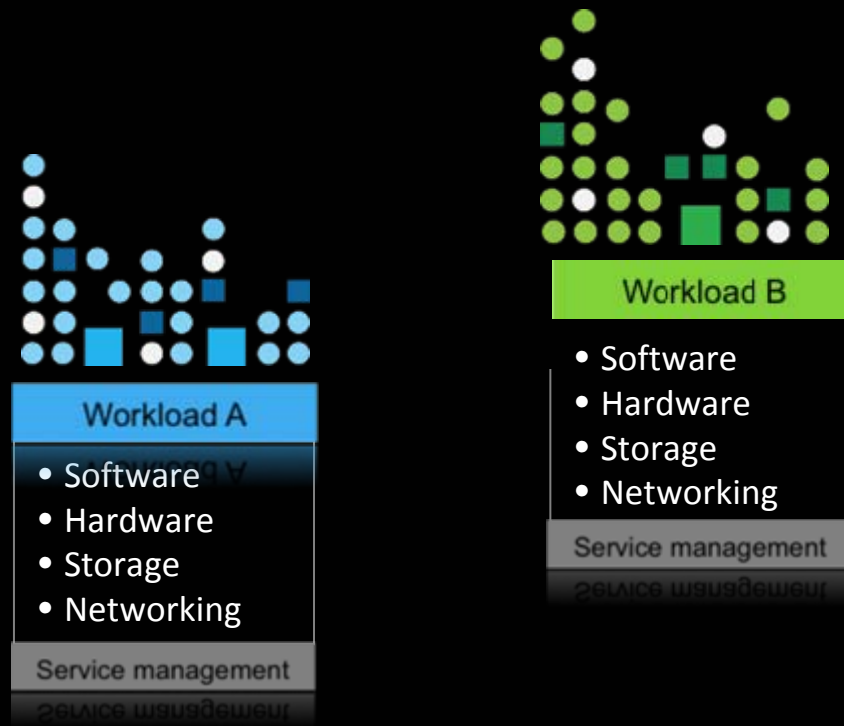 Workload A
• Software
• Hardware
• Storage
• Networking
Service management
Workload B
• Software
• Hardware
• Storage
• Networking
Service management